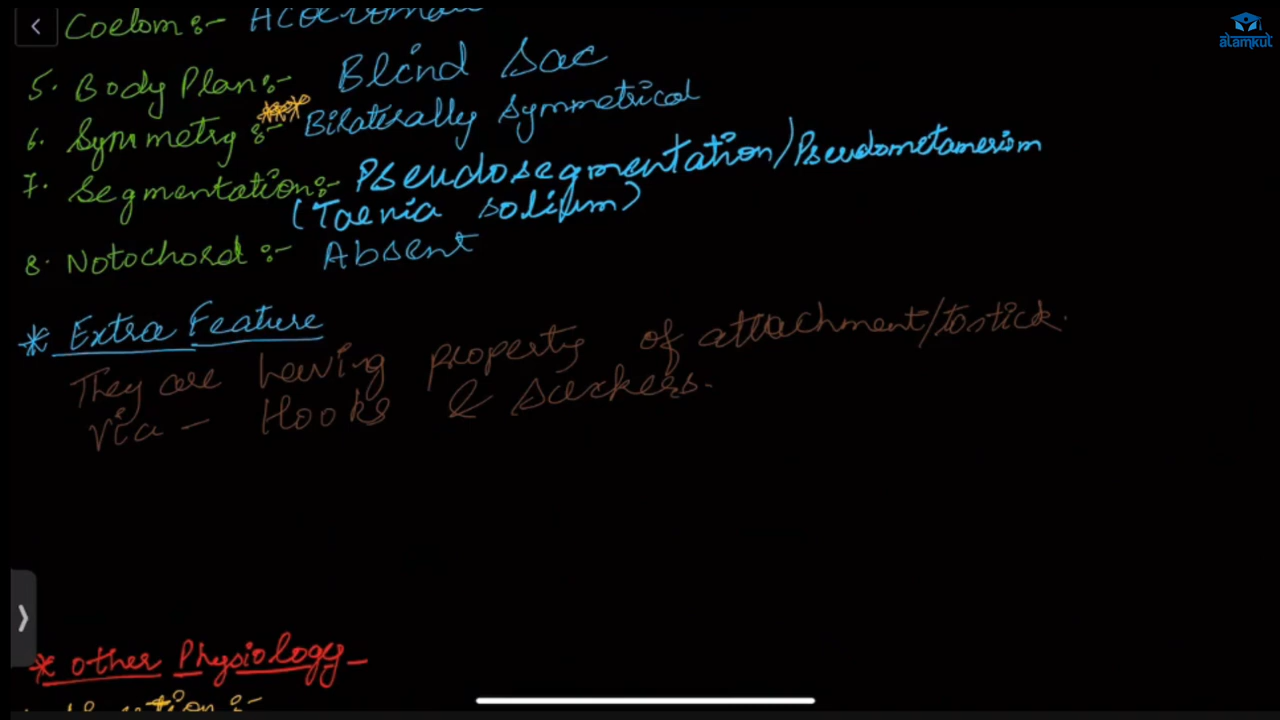 alamkut
Coelom :- Acoelomate
5. Body Plan :- Blind Sac
6. Symmetry :- Bilaterally Symmetrical
7. Segmentation :- Pseudosegmentation/Pseudometamerism
(Taenia solium)
8. Notochord :- Absent
* Extra Feature
They are having property of attachment/to stick.
Via - Hooks & suckers.
* Other Physiology -